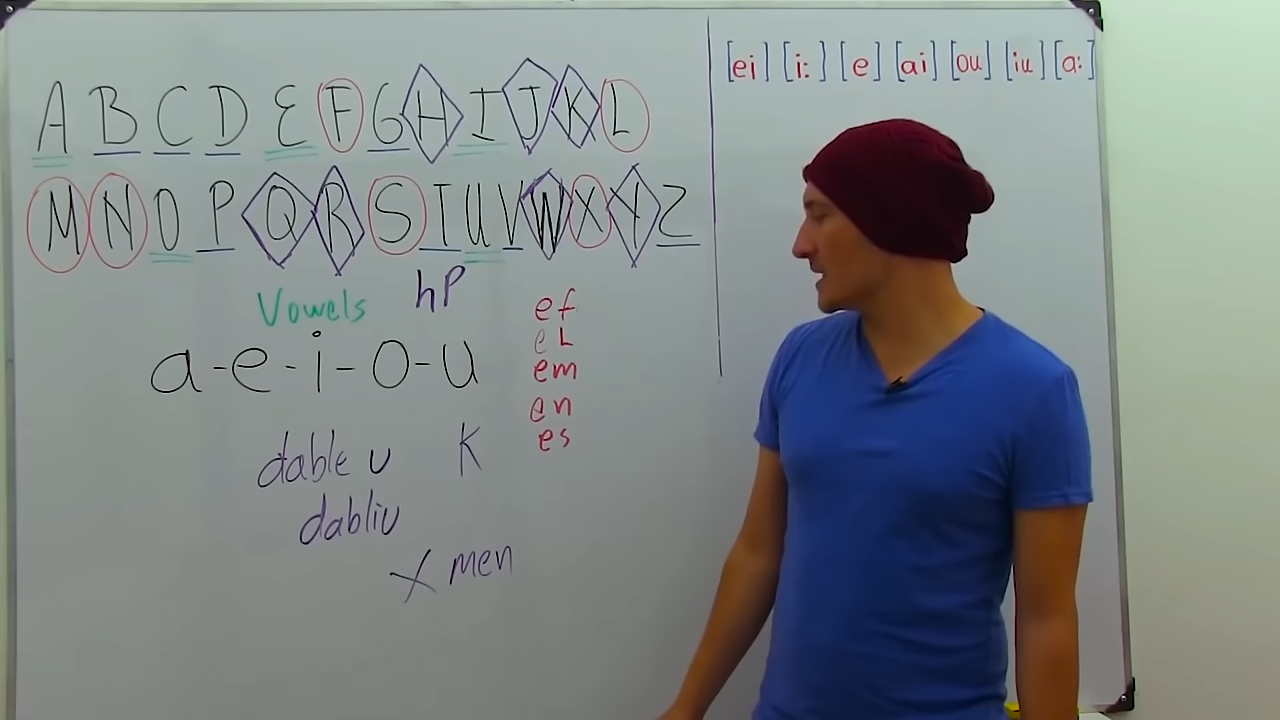 A B C D E F G H I J K L
M N O P Q R S T U V W X Y Z
hP
Vowels
a-e-i-o-u
ef
eL
em
en
es
dable u
K
dabliu
X men
[ei] [i:] [e] [ai] [ou] [iu] [a:]